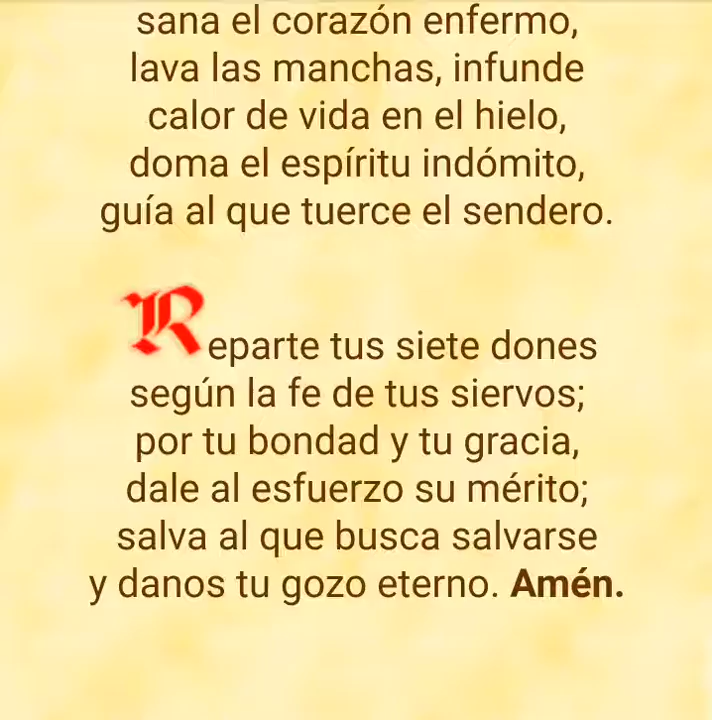 sana el corazón enfermo,
lava las manchas, infunde
calor de vida en el hielo,
doma el espíritu indómito,
guía al que tuerce el sendero.
Reparte tus siete dones
según la fe de tus siervos;
por tu bondad y tu gracia,
dale al esfuerzo su mérito;
salva al que busca salvarse
y danos tu gozo eterno. Amén.